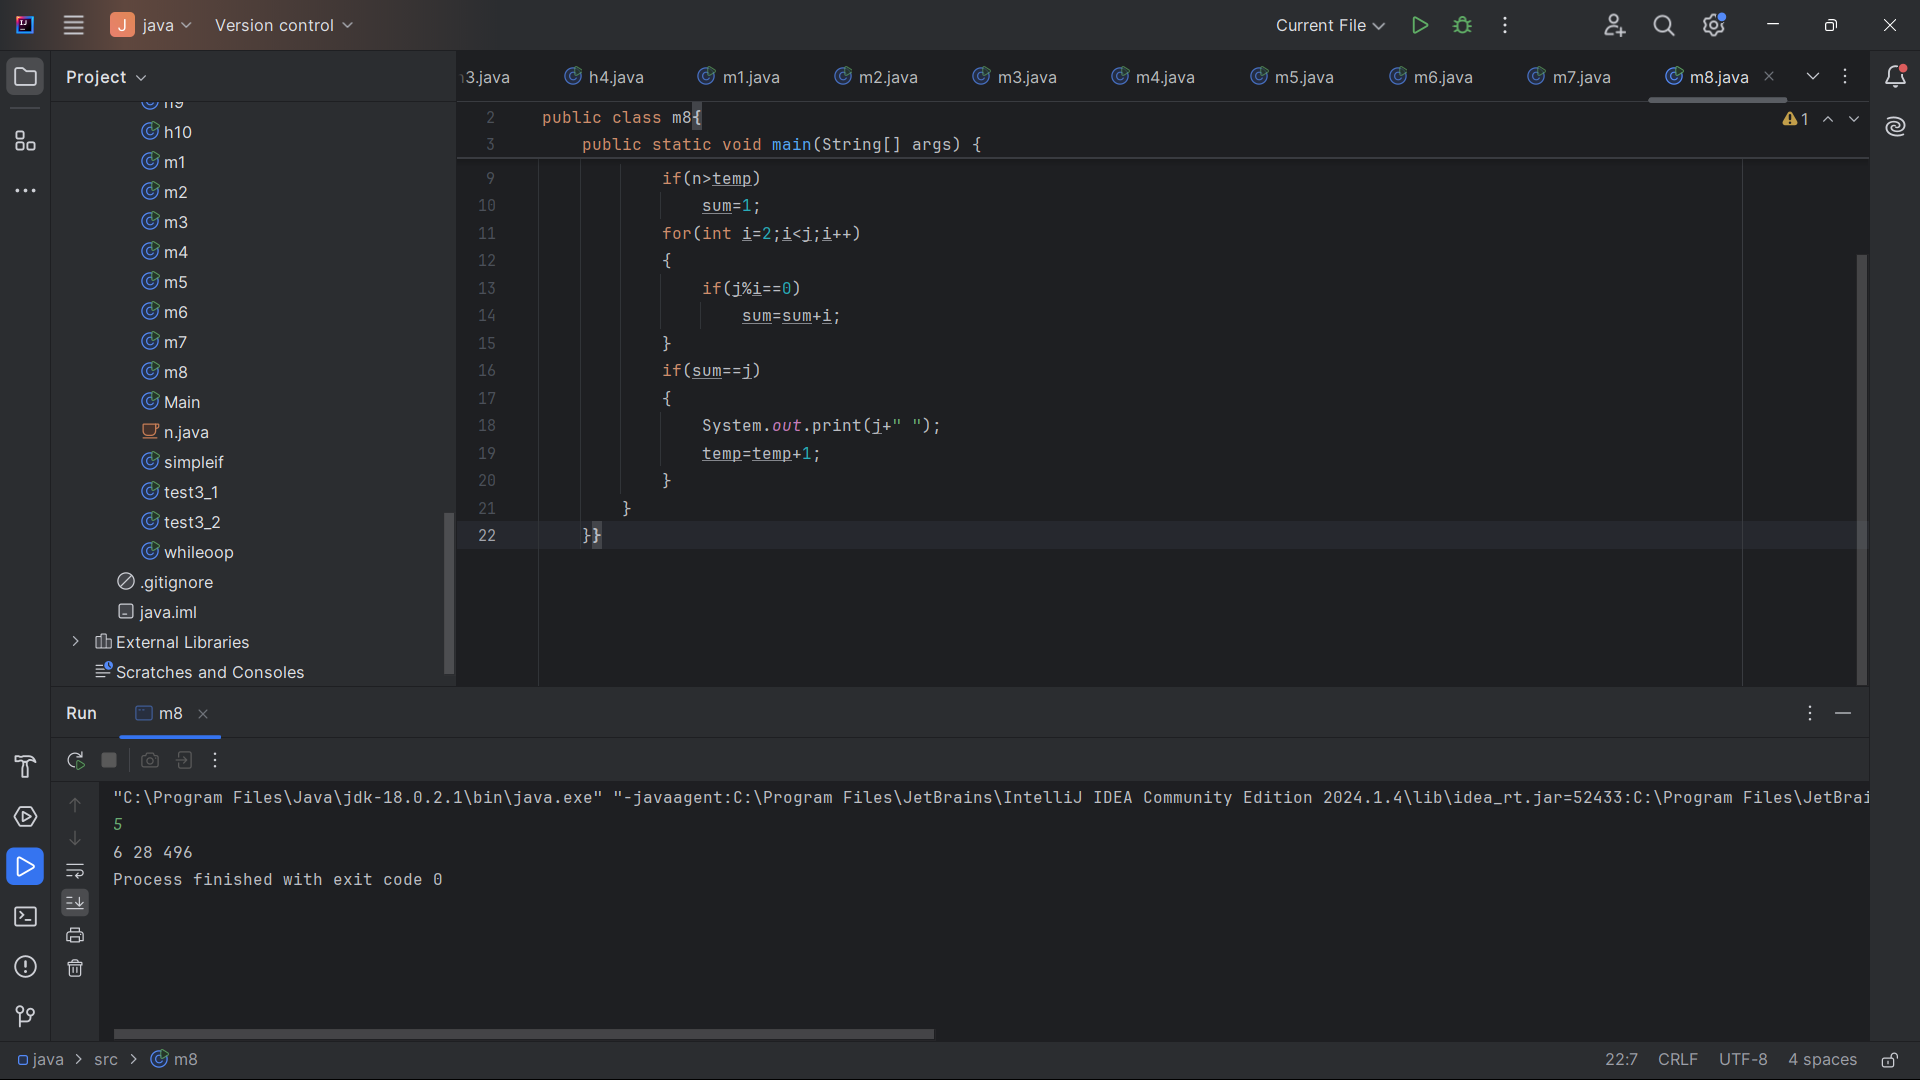 J java Version control Current File
Project
3.java h4.java m1.java m2.java m3.java m4.java m5.java m6.java m7.java m8.java
h9
h10
m1
m2
m3
m4
m5
m6
m7
m8
Main
n.java
simpleif
test3_1
test3_2
whileoop
.gitignore
java.iml
External Libraries
Scratches and Consoles
1
2 public class m8{
3 public static void main(String[] args) {
9 if(n>temp)
10 sum=1;
11 for(int i=2;i<j;i++)
12 {
13 if(j%i==0)
14 sum=sum+i;
15 }
16 if(sum==j)
17 {
18 System.out.print(j+" ");
19 temp=temp+1;
20 }
21 }
22 }}
Run m8
"C:\Program Files\Java\jdk-18.0.2.1\bin\java.exe" "-javaagent:C:\Program Files\JetBrains\IntelliJ IDEA Community Edition 2024.1.4\lib\idea_rt.jar=52433:C:\Program Files\JetBrai
5
6 28 496
Process finished with exit code 0
java > src > m8 22:7 CRLF UTF-8 4 spaces